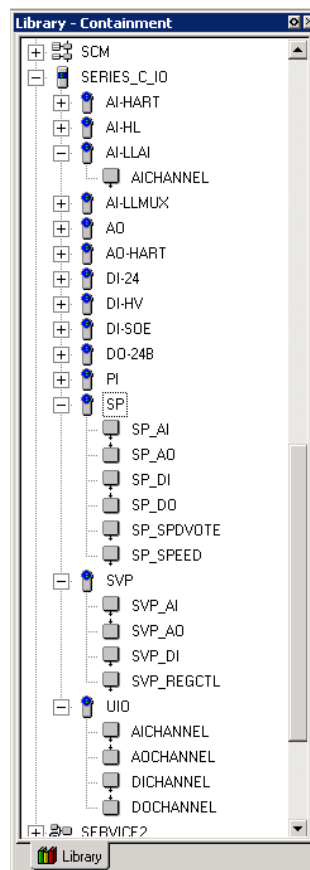 Library - Containment
SCM
SERIES_C_IO
AI-HART
AI-HL
AI-LLAI
AICHANNEL
AI-LLMUX
AO
AO-HART
DI-24
DI-HV
DI-SOE
DO-24B
PI
SP
SP_AI
SP_AO
SP_DI
SP_DO
SP_SPDVOTE
SP_SPEED
SVP
SVP_AI
SVP_AO
SVP_DI
SVP_REGCTL
UIO
AICHANNEL
AOCHANNEL
DICHANNEL
DOCHANNEL
SERVICE2
Library